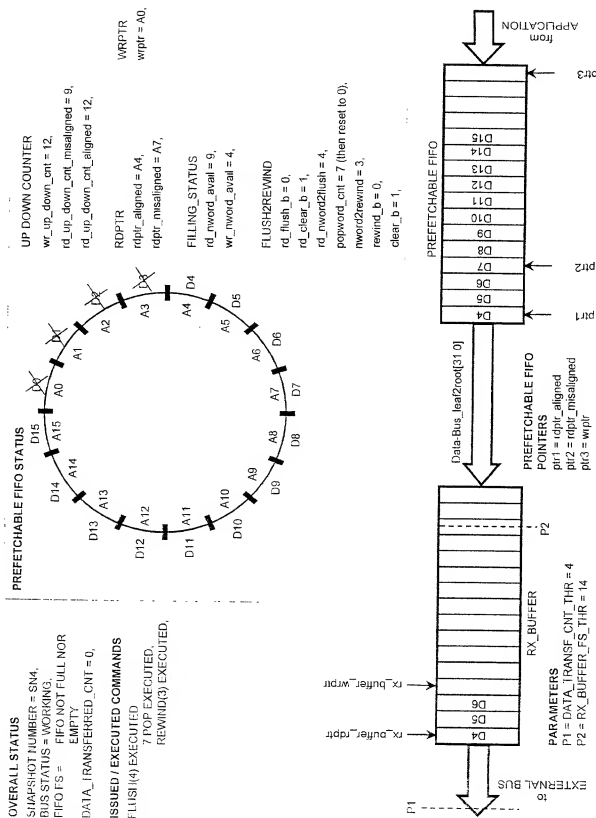 OVERALL STATUS
SNAPSHOT NUMBER = SN4,
BUS STATUS = WORKING,
FIFO FS = FIFO NOT FULL NOR
EMPTY
DATA_TRANSFERRED_CNT = 0,
ISSUED / EXECUTED COMMANDS
FLUSH(4) EXECUTED
7 POP EXECUTED,
REWIND(3) EXECUTED,
PREFETCHABLE FIFO STATUS
D0
D1
D2
D3
D4
D5
D6
D7
D8
D9
D10
D11
D12
D13
D14
D15
A0
A1
A2
A3
A4
A5
A6
A7
A8
A9
A10
A11
A12
A13
A14
A15
UP DOWN COUNTER
wr_up_down_cnt = 12,
rd_up_down_cnt_misaligned = 9,
rd_up_down_cnt_aligned = 12,
RDPTR
rdptr_aligned = A4,
rdptr_misaligned = A7,
WRPTR
wrptr = A0,
FILLING_STATUS
rd_nword_avail = 9,
wr_nword_avail = 4,
FLUSH2REWIND
rd_flush_b = 0,
rd_clear_b = 1,
rd_nword2flush = 4,
popword_cnt = 7 (then reset to 0),
nword2rewind = 3,
rewind_b = 0,
clear_b = 1,
P1
to
EXTERNAL BUS
rx_buffer_rdptr
rx_buffer_wrptr
D4
D5
D6
RX_BUFFER
P2
PARAMETERS
P1 = DATA_TRANSF_CNT_THR = 4
P2 = RX_BUFFER_FS_THR = 14
Data-Bus_leaf2root[31 0]
PREFETCHABLE FIFO
POINTERS
ptr1 = rdptr_aligned
ptr2 = rdptr_misaligned
ptr3 = wrptr
PREFETCHABLE FIFO
D4
D5
D6
D7
D8
D9
D10
D11
D12
D13
D14
D15
ptr1
ptr2
ptr3
from
APPLICATION